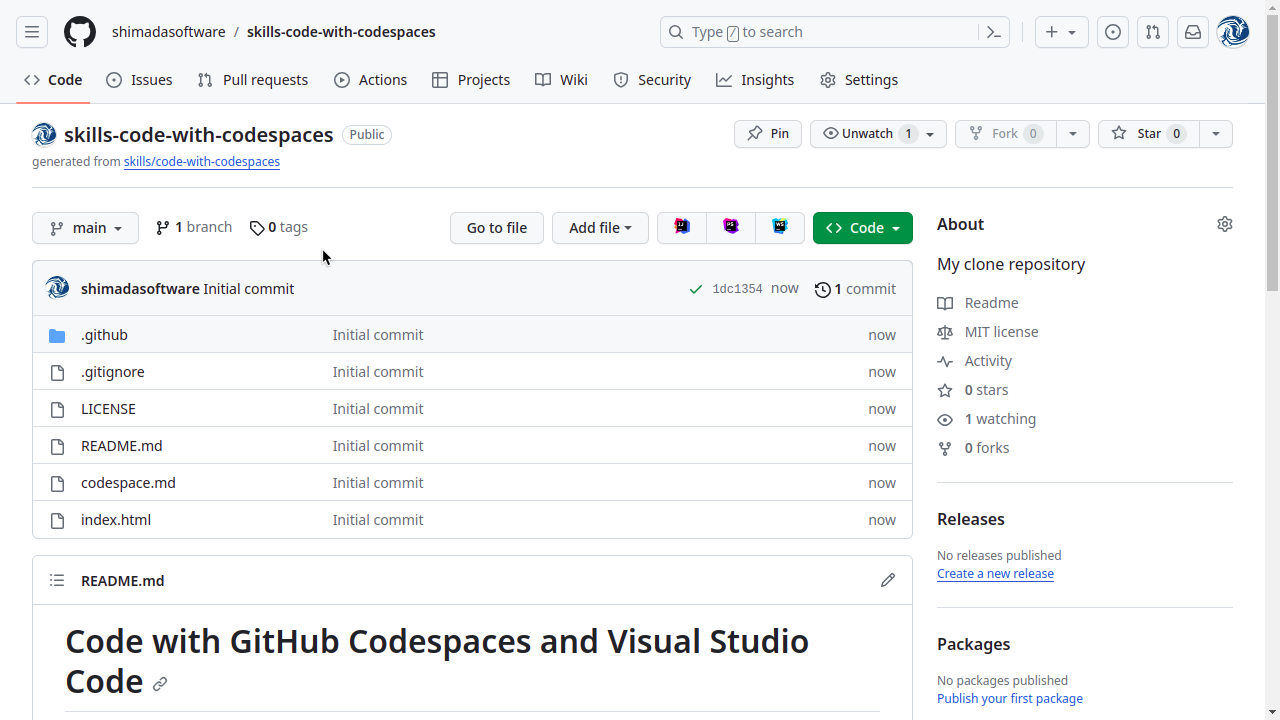 shimadasoftware / skills-code-with-codespaces
Type / to search
Code
Issues
Pull requests
Actions
Projects
Wiki
Security
Insights
Settings
skills-code-with-codespaces Public
generated from skills/code-with-codespaces
Pin
Unwatch 1
Fork 0
Star 0
main
1 branch
0 tags
Go to file
Add file
Code
shimadasoftware Initial commit
1dc1354 now
1 commit
.github Initial commit now
.gitignore Initial commit now
LICENSE Initial commit now
README.md Initial commit now
codespace.md Initial commit now
index.html Initial commit now
README.md
Code with GitHub Codespaces and Visual Studio
Code
About
My clone repository
Readme
MIT license
Activity
0 stars
1 watching
0 forks
Releases
No releases published
Create a new release
Packages
No packages published
Publish your first package